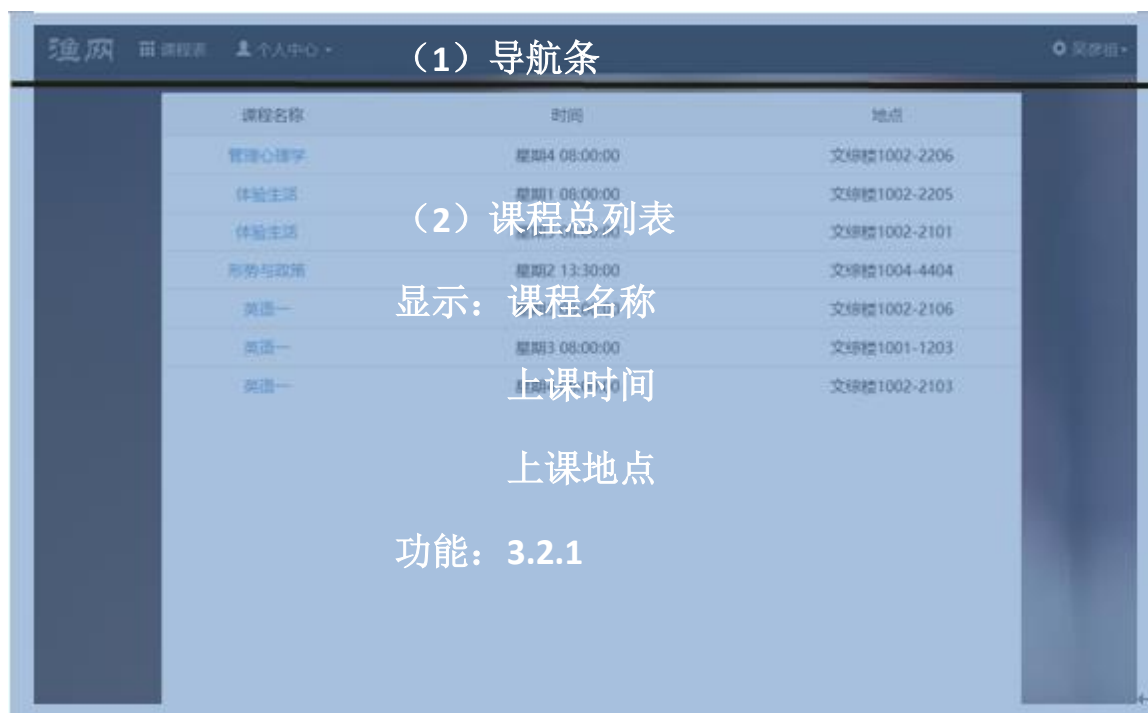 渔网 课程表 个人中心
（1）导航条
课程名称 时间 地点
管理心理学 星期4 08:00:00 文综楼1002-2206
体验生活 星期1 08:00:00 文综楼1002-2205
（2）课程总列表
体验生活 文综楼1002-2101
形势与政策 星期2 13:30:00 文综楼1004-4404
显示：课程名称
英语一 文综楼1002-2106
英语一 星期3 08:00:00 文综楼1001-1203
上课时间
英语一 文综楼1002-2103
上课地点
功能：3.2.1